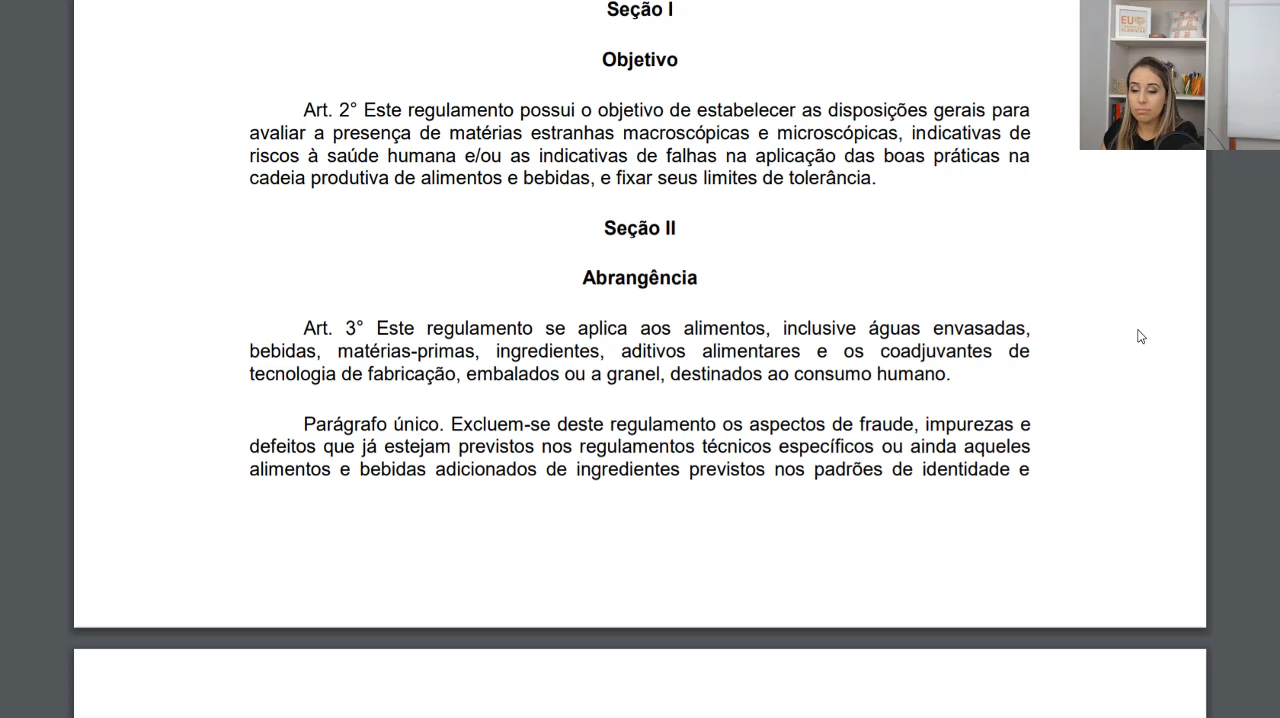 Seção I
Objetivo
Art. 2° Este regulamento possui o objetivo de estabelecer as disposições gerais para
avaliar a presença de matérias estranhas macroscópicas e microscópicas, indicativas de
riscos à saúde humana e/ou as indicativas de falhas na aplicação das boas práticas na
cadeia produtiva de alimentos e bebidas, e fixar seus limites de tolerância.
Seção II
Abrangência
Art. 3° Este regulamento se aplica aos alimentos, inclusive águas envasadas,
bebidas, matérias-primas, ingredientes, aditivos alimentares e os coadjuvantes de
tecnologia de fabricação, embalados ou a granel, destinados ao consumo humano.
Parágrafo único. Excluem-se deste regulamento os aspectos de fraude, impurezas e
defeitos que já estejam previstos nos regulamentos técnicos específicos ou ainda aqueles
alimentos e bebidas adicionados de ingredientes previstos nos padrões de identidade e
EU